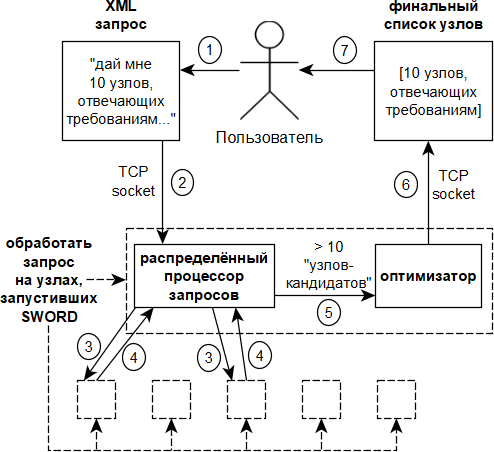 XML
запрос
финальный
список узлов
1
7
"дай мне
10 узлов,
отвечающих
требованиям..."
[10 узлов,
отвечающих
требованиям]
Пользователь
TCP
socket
2
6
TCP
socket
обработать
запрос
на узлах,
запустивших
SWORD
распределённый
процессор
запросов
> 10
"узлов-
кандидатов"
5
оптимизатор
3
4
3
4